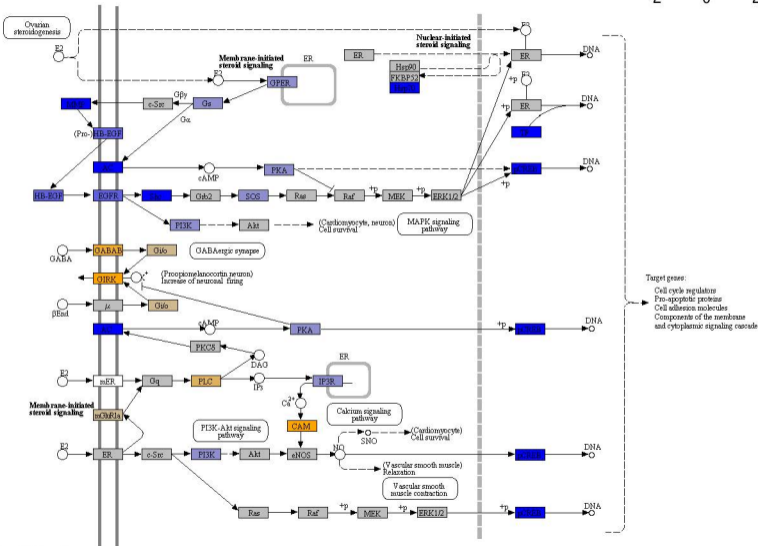 Ovarian
steroidogenesis
E2
E2
Membrane-initiated
steroid signaling
E2
GPER
ER
ER
Nuclear-initiated
steroid signaling
Hsp90
FKBP52
ER
DNA
+p
E2
+p
ER
DNA
c-Src
Gβγ
Gs
Gα
(Pro-)
HB-EGF
cAMP
PKA
DNA
+p
HB-EGF
EGFR
Grb2
SOS
Ras
Raf
+p
MEK
+p
ERK1/2
PI3K
Akt
(Cardiomyocyte, neuron)
Cell survival
MAPK signaling
pathway
GABA
GABAB
Gi/o
GABAergic synapse
GIRK
K+
(Propiomelanocortin neuron)
Increase of neuronal firing
βEnd
μ
Gi/o
cAMP
PKA
+p
DNA
PKCδ
DAG
E2
mER
Gq
PLC
IP3
IP3R
ER
Ca2+
Membrane-initiated
steroid signaling
mGluR1a
CAM
Calcium signaling
pathway
PI3K-Akt signaling
pathway
E2
ER
c-Src
PI3K
Akt
eNOS
NO
SNO
(Cardiomyocyte)
Cell survival
(Vascular smooth muscle)
Relaxation
Vascular smooth
muscle contraction
DNA
Ras
Raf
+p
MEK
+p
ERK1/2
+p
DNA
Target genes:
Cell cycle regulators
Pro-apoptotic proteins
Cell adhesion molecules
Components of the membrane
and cytoplasmic signaling cascade